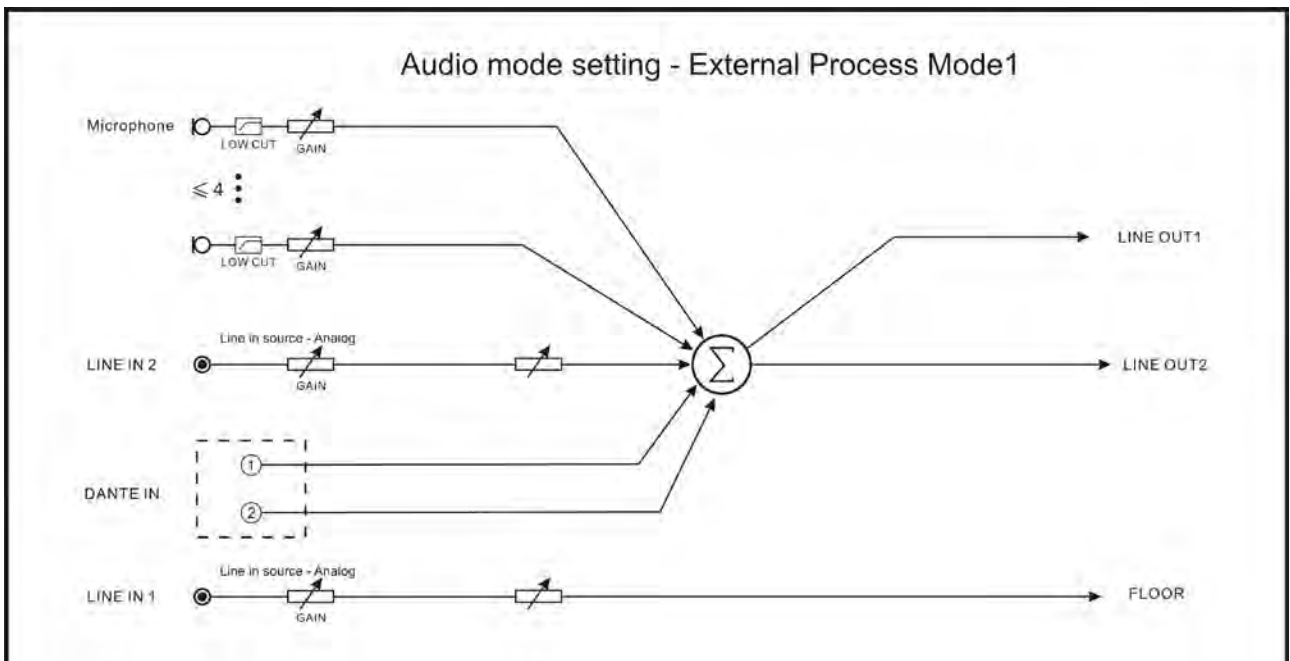 Audio mode setting - External Process Mode1
Microphone
LOW CUT
GAIN
⩽ 4
LOW CUT
GAIN
LINE OUT1
Line in source - Analog
LINE IN 2
GAIN
Σ
LINE OUT2
DANTE IN
1
2
Line in source - Analog
LINE IN 1
GAIN
FLOOR